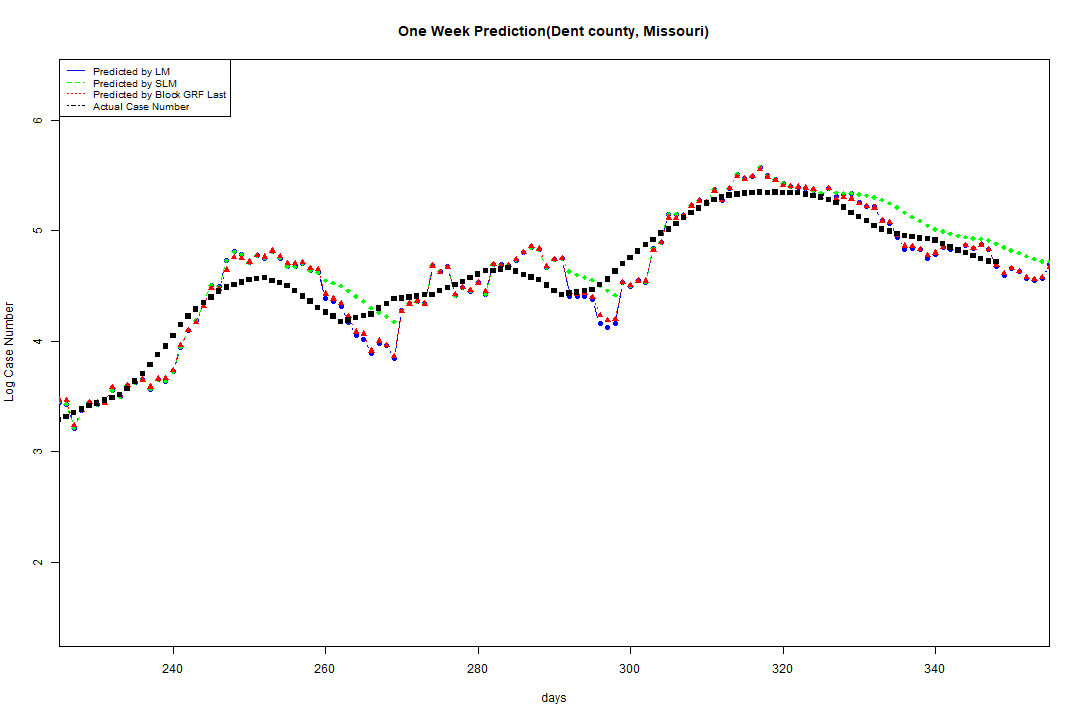 One Week Prediction(Dent county, Missouri)
Predicted by LM
Predicted by SLM
Predicted by Block GRF Last
Actual Case Number
6
5
4
3
2
Log Case Number
240 260 280 300 320 340
days